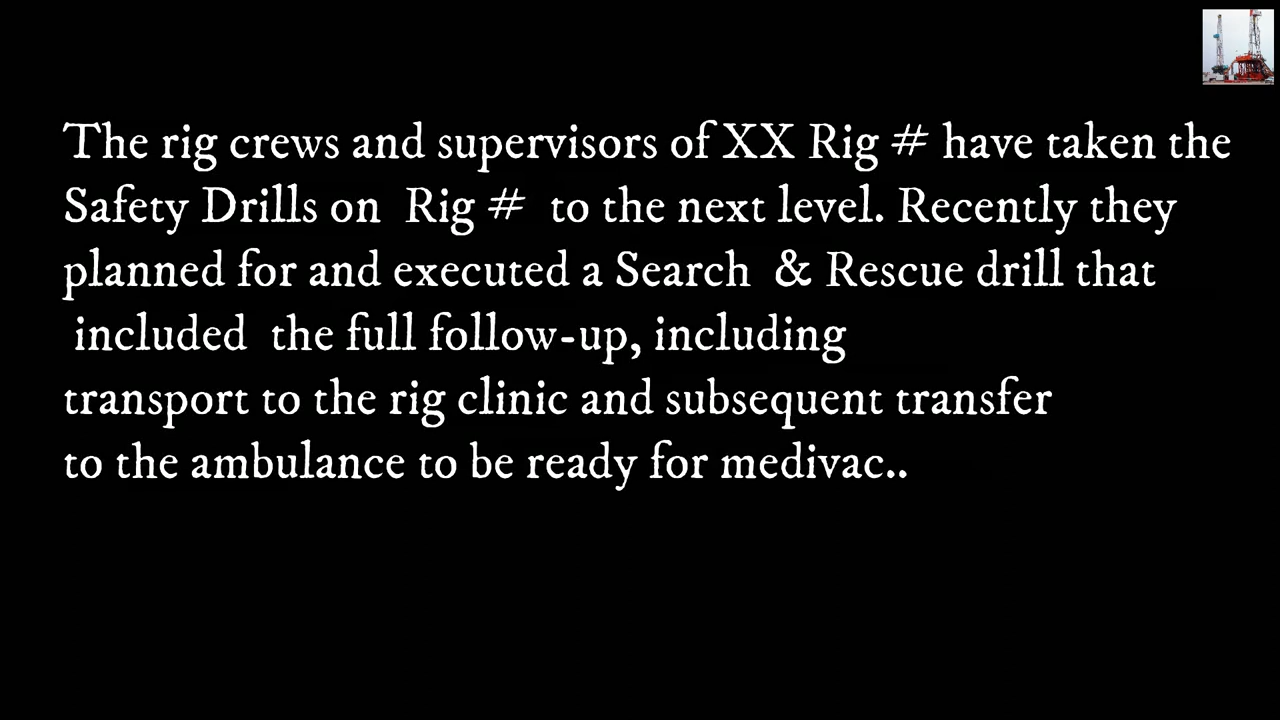 The rig crews and supervisors of XX Rig # have taken the
Safety Drills on Rig # to the next level. Recently they
planned for and executed a Search & Rescue drill that
included the full follow-up, including
transport to the rig clinic and subsequent transfer
to the ambulance to be ready for medivac..